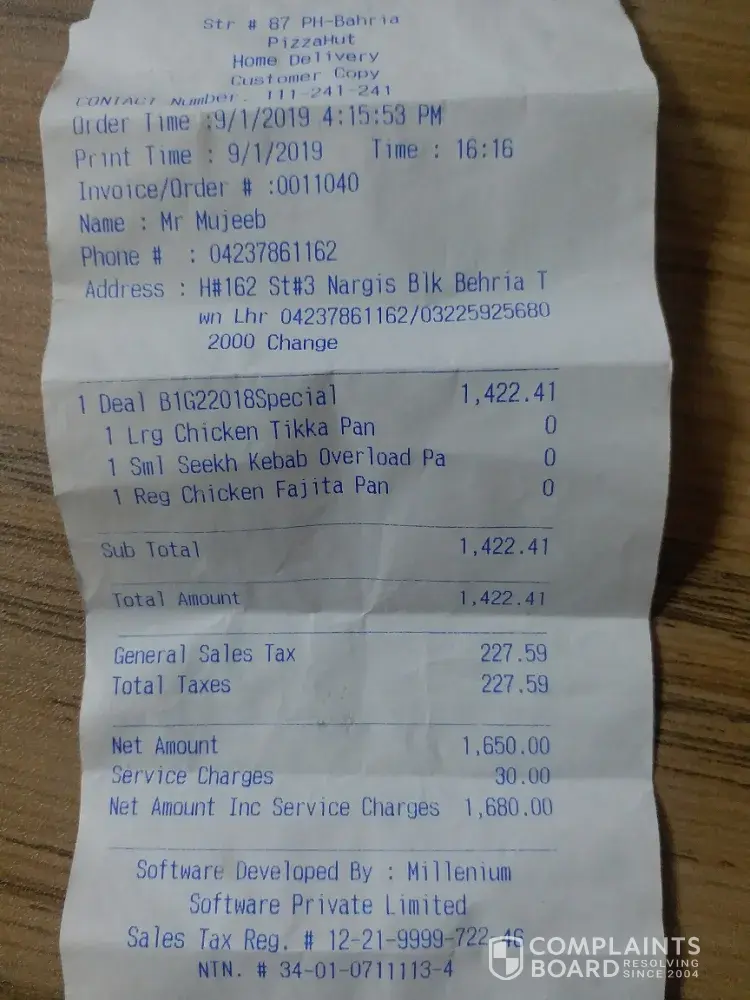 Str # 87 PH-Bahria
PizzaHut
Home Delivery
Customer Copy
CONTACT Number. 111-241-241
Order Time :9/1/2019 4:15:53 PM
Print Time : 9/1/2019 Time : 16:16
Invoice/Order # :0011040
Name : Mr Mujeeb
Phone # : 04237861162
Address : H#162 St#3 Nargis Blk Behria T
wn Lhr 04237861162/03225925680
2000 Change
1 Deal B1G22018Special 1,422.41
1 Lrg Chicken Tikka Pan 0
1 Sml Seekh Kebab Overload Pa 0
1 Reg Chicken Fajita Pan 0
Sub Total 1,422.41
Total Amount 1,422.41
General Sales Tax 227.59
Total Taxes 227.59
Net Amount 1,650.00
Service Charges 30.00
Net Amount Inc Service Charges 1,680.00
Software Developed By : Millenium
Software Private Limited
Sales Tax Reg. # 12-21-9999-722-46
NTN. # 34-01-0711113-4
COMPLAINTS
BOARD RESOLVING SINCE 2004